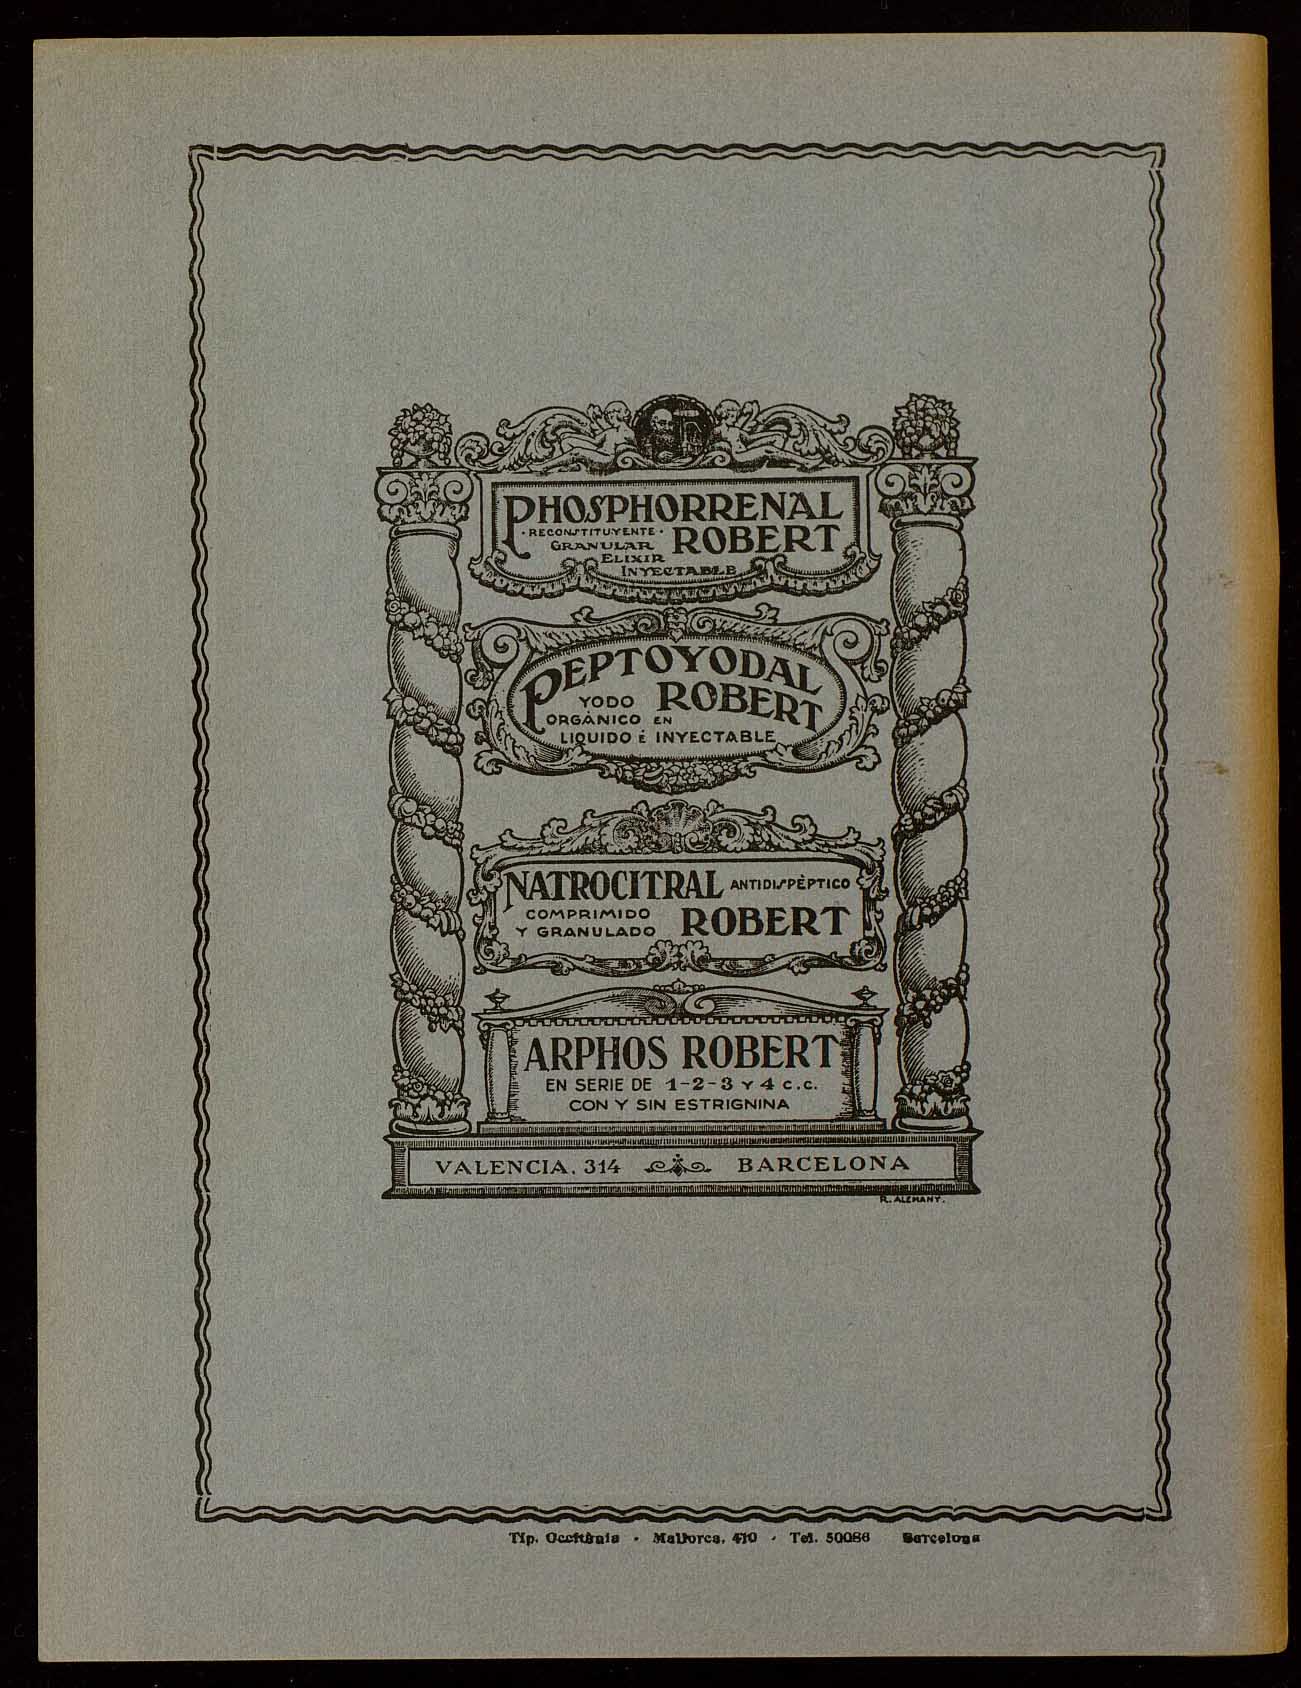 PHOSPHORRENAL
· RECONSTITUYENTE · ROBERT
GRANULAR
ELIXIR
INYECTABLE
PEPTOYODAL
YODO ROBERT
ORGÀNICO EN
LIQUIDO É INYECTABLE
NATROCITRAL ANTIDISPÈPTICO
COMPRIMIDO ROBERT
Y GRANULADO
ARPHOS ROBERT
EN SERIE DE 1-2-3 Y 4 C.C.
CON Y SIN ESTRIGNINA
VALENCIA, 314 BARCELONA
R. ALEMANY.
Tip. Occitània - Mallorca, 410 - Tel. 50086 Barcelona